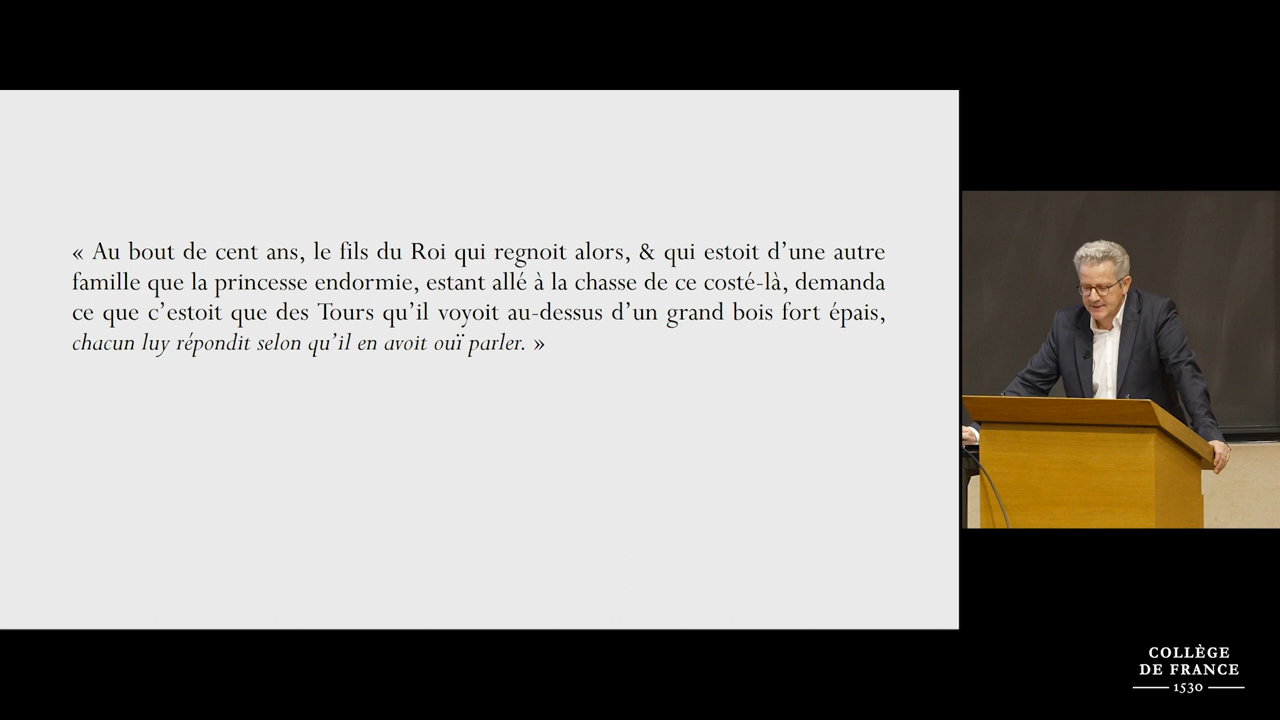 « Au bout de cent ans, le fils du Roi qui regnoit alors, & qui estoit d’une autre
famille que la princesse endormie, estant allé à la chasse de ce costé-là, demanda
ce que c’estoit que des Tours qu’il voyoit au-dessus d’un grand bois fort épais,
chacun luy répondit selon qu’il en avoit ouï parler. »
COLLÈGE
DE FRANCE
1530